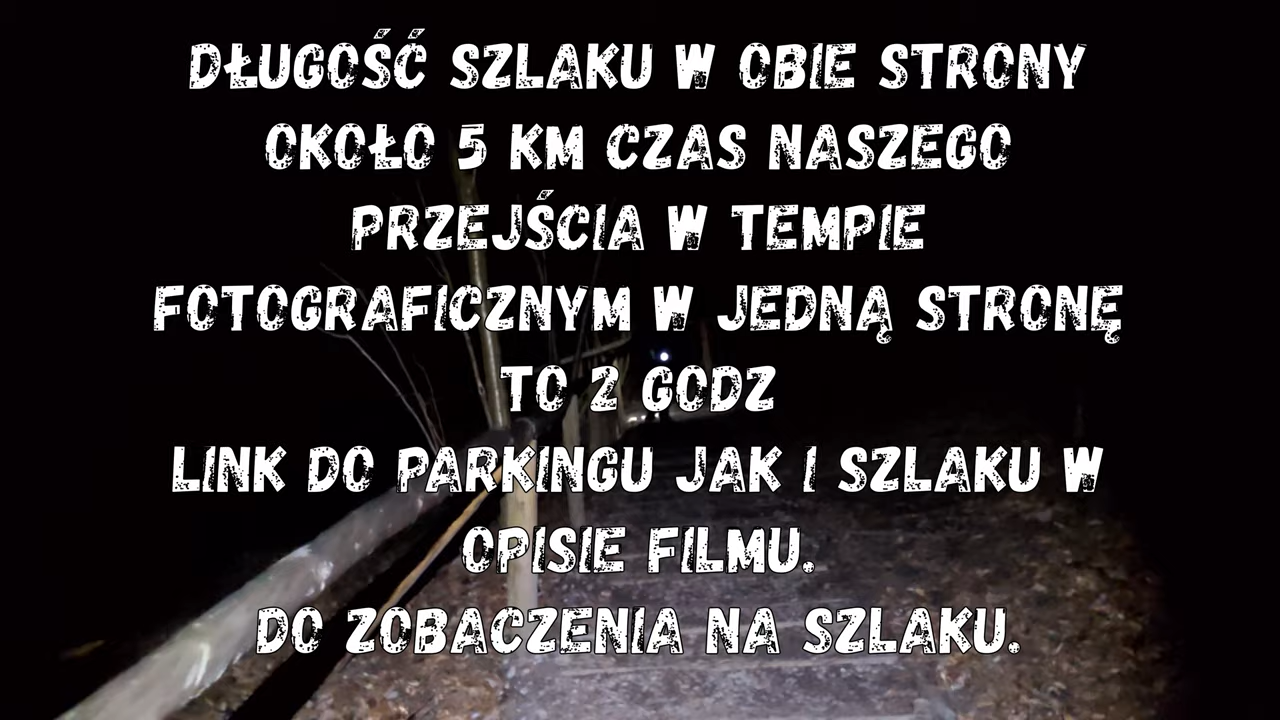 DŁUGOŚĆ SZLAKU W OBIE STRONY
OKOŁO 5 KM CZAS NASZEGO
PRZEJŚCIA W TEMPIE
FOTOGRAFICZNYM W JEDNĄ STRONĘ
TO 2 GODZ
LINK DO PARKINGU JAK I SZLAKU W
OPISIE FILMU.
DO ZOBACZENIA NA SZLAKU.